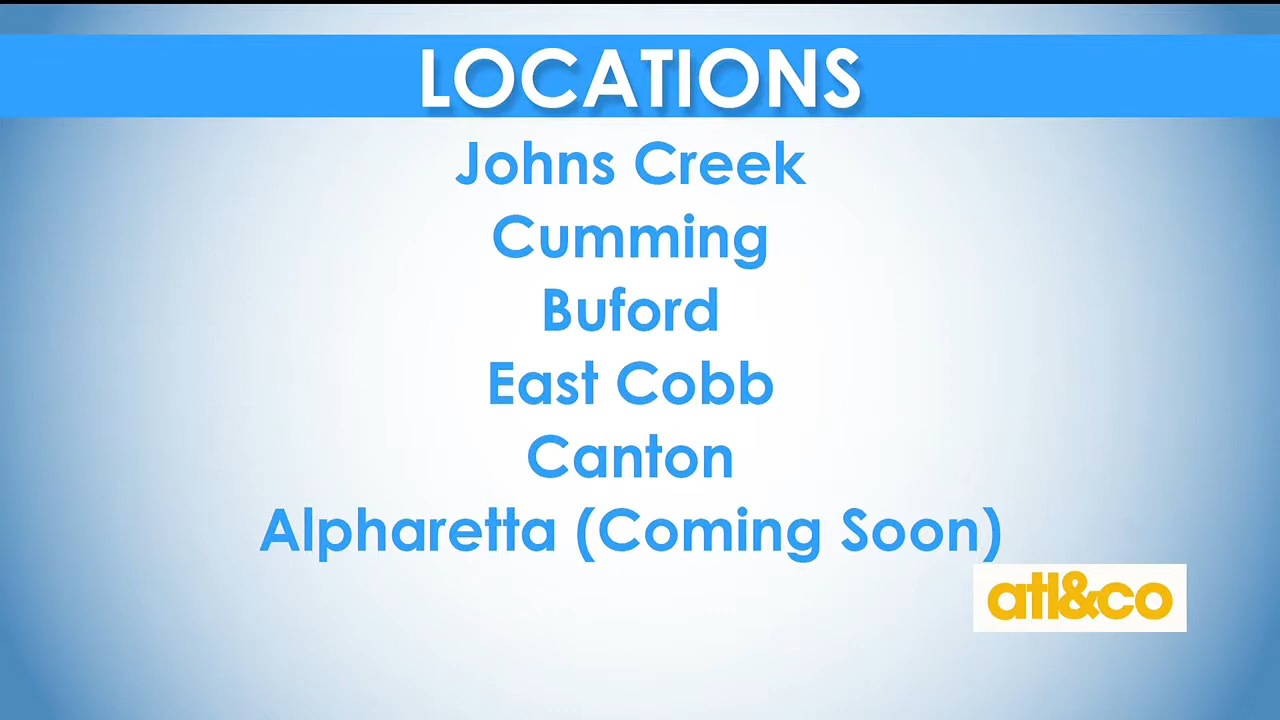 LOCATIONS
Johns Creek
Cumming
Buford
East Cobb
Canton
Alpharetta (Coming Soon)
atl&co